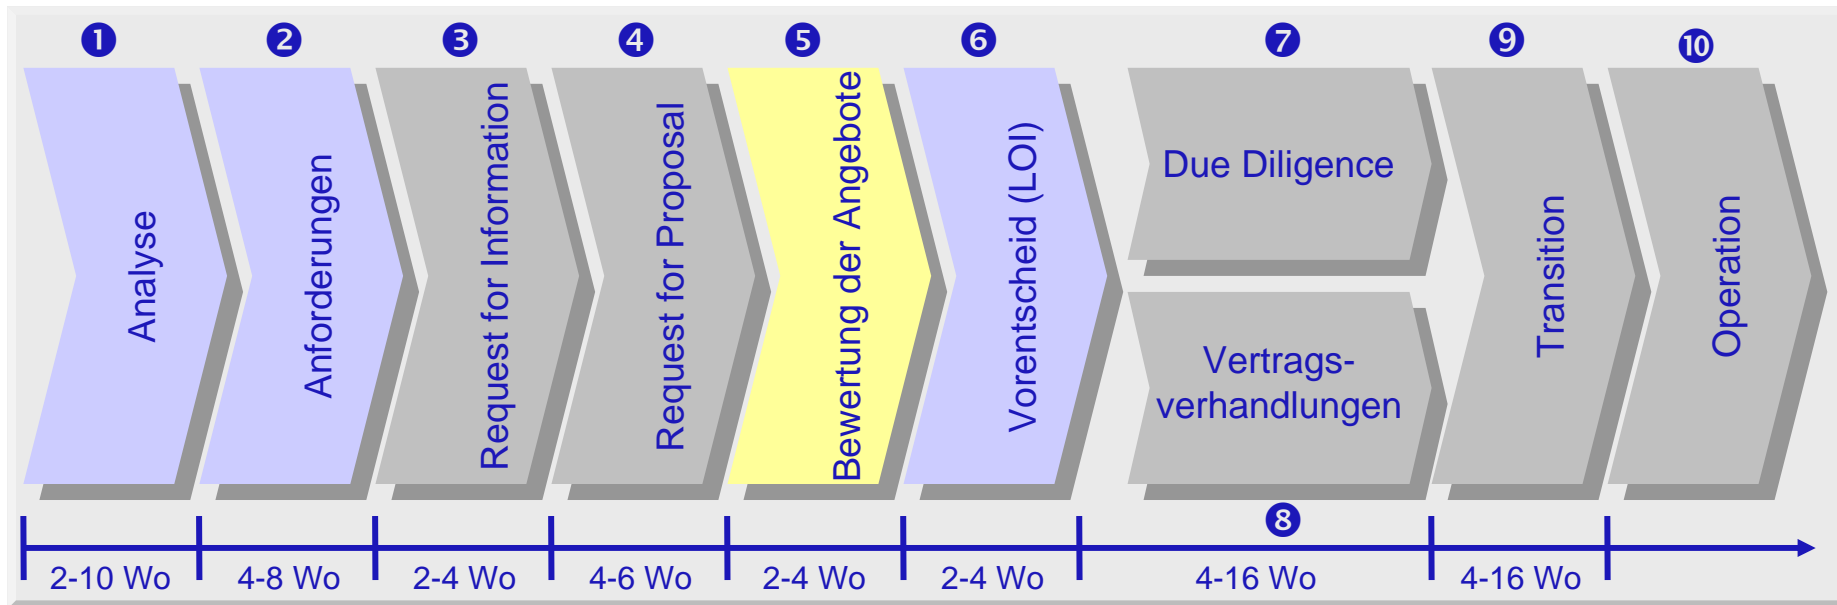 ❶ ❷ ❸ ❹ ❺ ❻ ❼ ❾ ❿
Analyse
Anforderungen
Request for Information
Request for Proposal
Bewertung der Angebote
Vorentscheid (LOI)
Due Diligence
Vertrags-
verhandlungen
Transition
Operation
❽
2-10 Wo 4-8 Wo 2-4 Wo 4-6 Wo 2-4 Wo 2-4 Wo 4-16 Wo 4-16 Wo